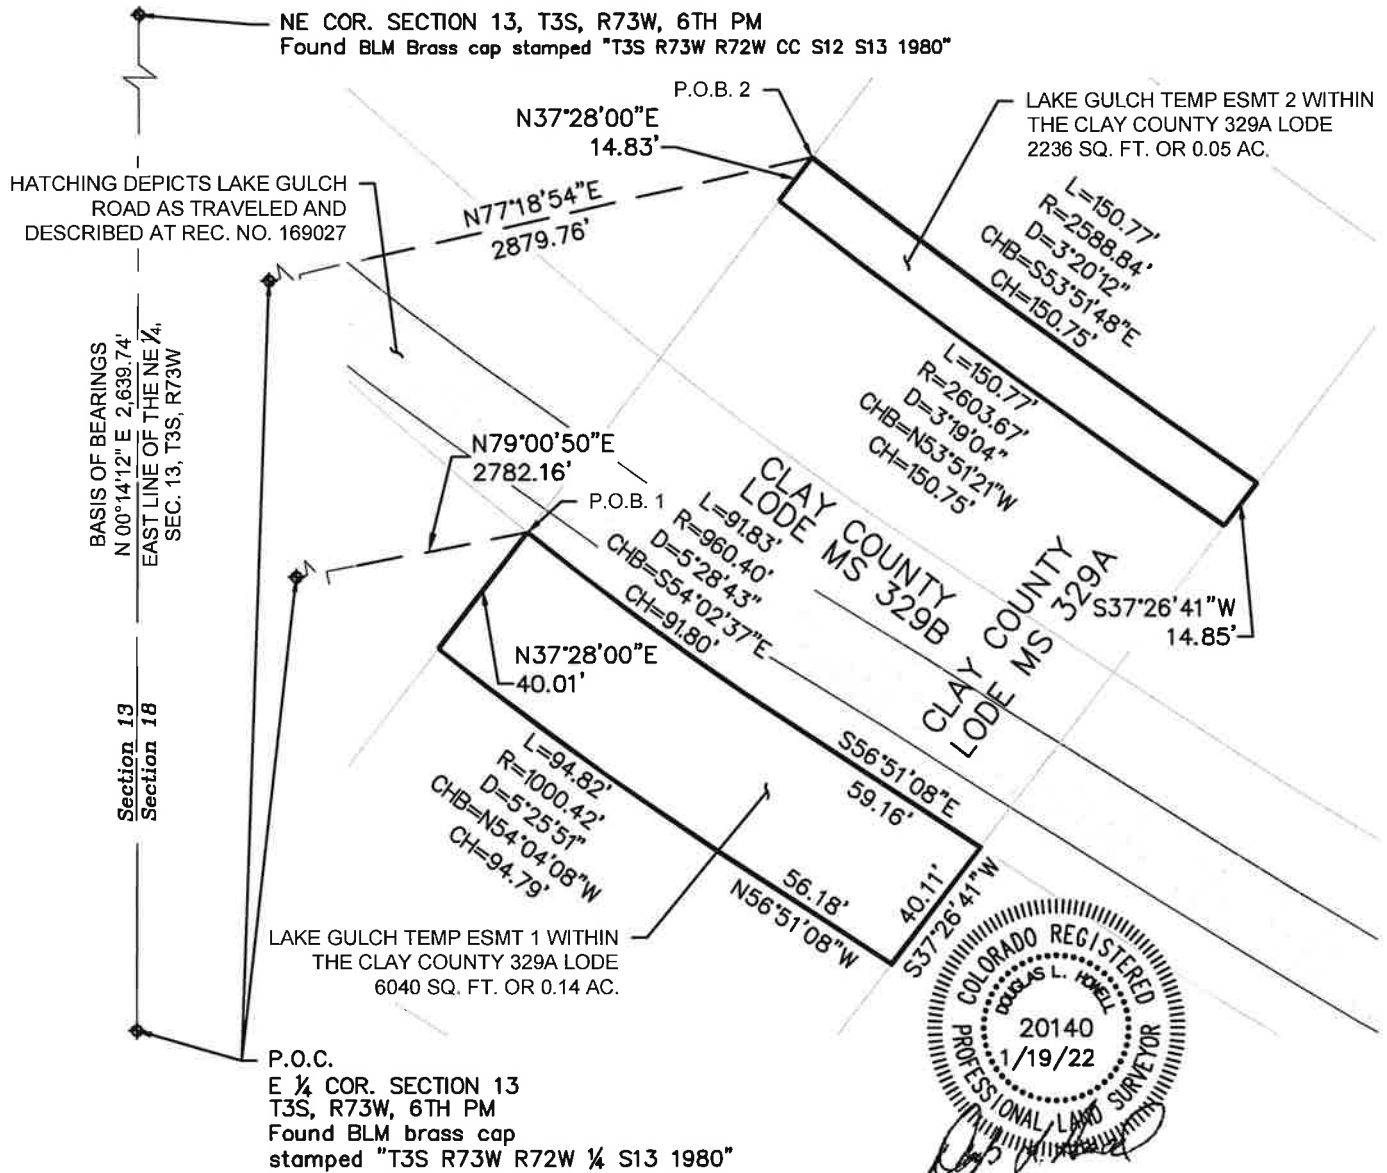 NE COR. SECTION 13, T3S, R73W, 6TH PM
Found BLM Brass cap stamped "T3S R73W R72W CC S12 S13 1980"
P.O.B. 2
N37°28'00"E
14.83'
LAKE GULCH TEMP ESMT 2 WITHIN
THE CLAY COUNTY 329A LODE
2236 SQ. FT. OR 0.05 AC.
HATCHING DEPICTS LAKE GULCH
ROAD AS TRAVELED AND
DESCRIBED AT REC. NO. 169027
N77°18'54"E
2879.76'
L=150.77'
R=2588.84'
D=3°20'12"
CHB=S53°51'48"E
CH=150.75'
L=150.77'
R=2603.67'
D=3°19'04"
CHB=N53°51'21"W
CH=150.75'
BASIS OF BEARINGS
N 00°14'12" E 2,639.74'
EAST LINE OF THE NE ¼,
SEC. 13, T3S, R73W
N79°00'50"E
2782.16'
P.O.B. 1
L=91.83'
R=960.40'
D=5°28'43"
CHB=S54°02'37"E
CH=91.80'
CLAY COUNTY
LODE MS 329B
CLAY COUNTY
LODE MS 329A
S37°26'41"W
14.85'
N37°28'00"E
40.01'
Section 13
Section 18
L=94.82'
R=1000.42'
D=5°25'51"
CHB=N54°04'08"W
CH=94.79'
S56°51'08"E
59.16'
56.18'
N56°51'08"W
40.11'
S37°26'41"W
LAKE GULCH TEMP ESMT 1 WITHIN
THE CLAY COUNTY 329A LODE
6040 SQ. FT. OR 0.14 AC.
COLORADO REGISTERED
DOUGLAS L. HOWELL
20140
1/19/22
PROFESSIONAL LAND SURVEYOR
P.O.C.
E ¼ COR. SECTION 13
T3S, R73W, 6TH PM
Found BLM brass cap
stamped "T3S R73W R72W ¼ S13 1980"